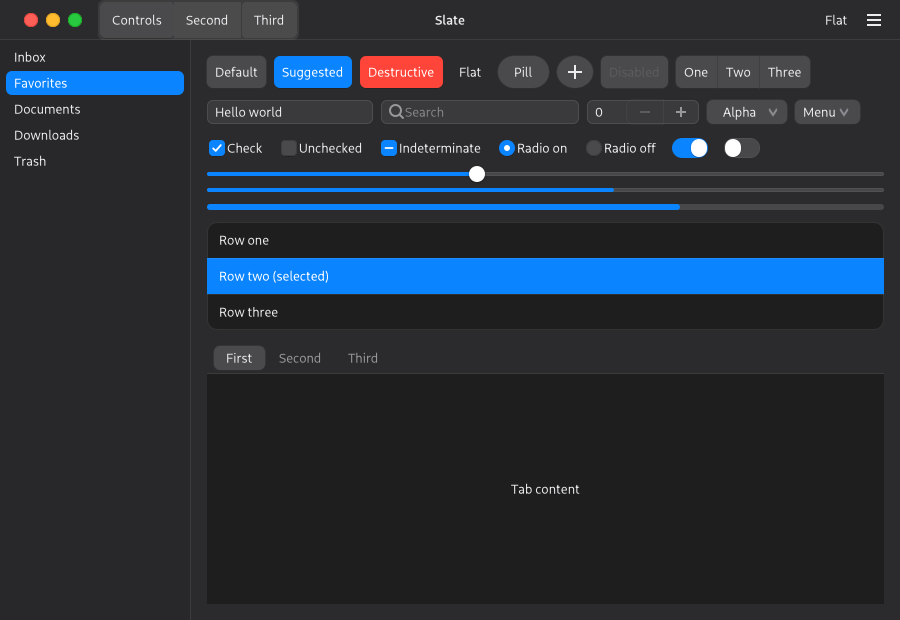 Controls Second Third Slate Flat
Inbox
Favorites
Documents
Downloads
Trash
Default Suggested Destructive Flat Pill Disabled One Two Three
Hello world Search 0 Alpha Menu
Check Unchecked Indeterminate Radio on Radio off
Row one
Row two (selected)
Row three
First Second Third
Tab content